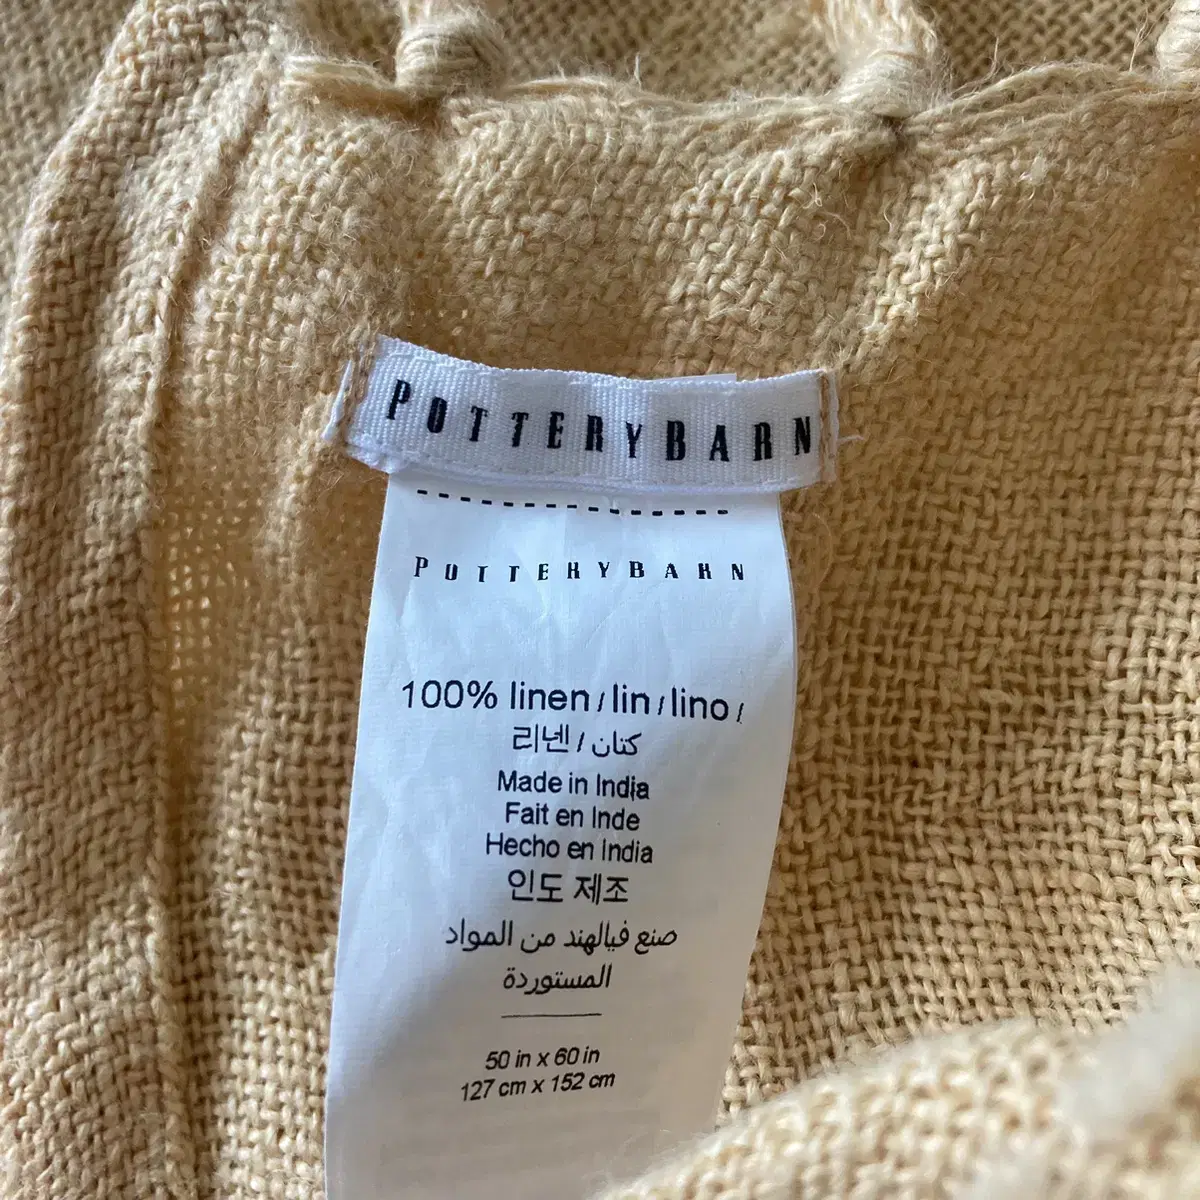 POTTERYBARN
POTTERYBARN
100% linen / lin / lino /
리넨 / كتان
Made in India
Fait en Inde
Hecho en India
인도 제조
صنع فيالهند من المواد
المستوردة
50 in x 60 in
127 cm x 152 cm